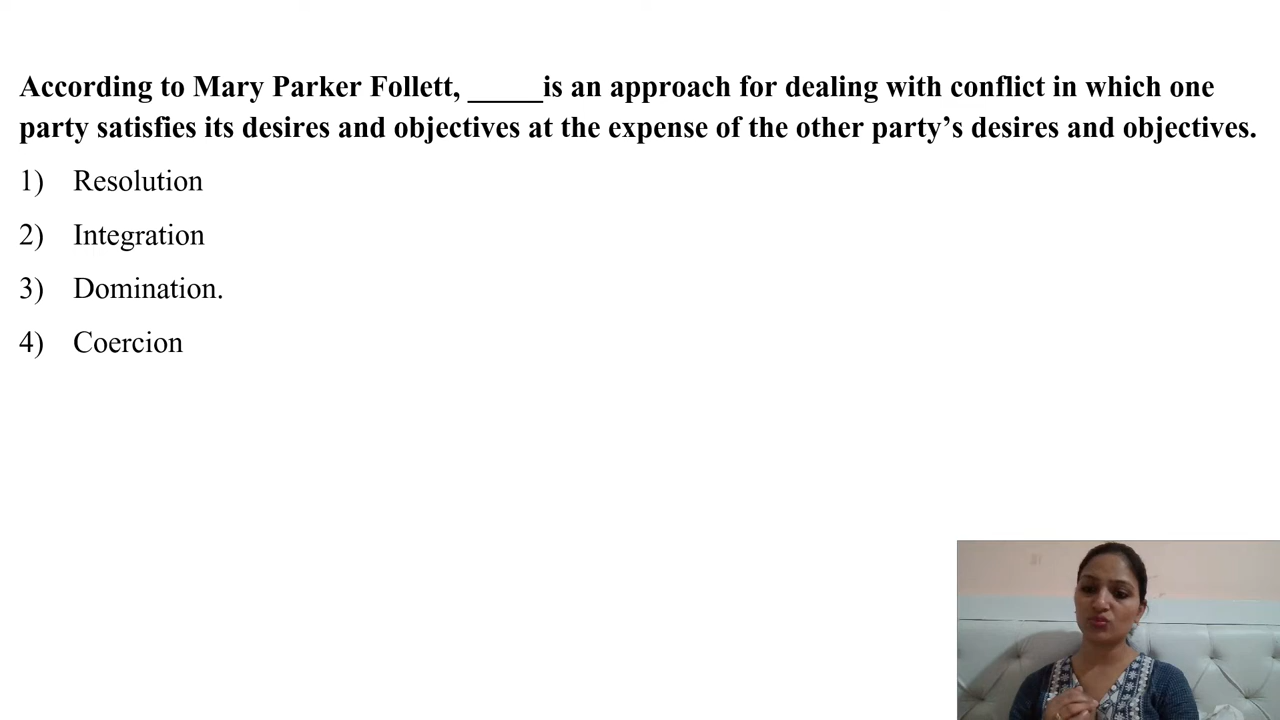 According to Mary Parker Follett, _____is an approach for dealing with conflict in which one
party satisfies its desires and objectives at the expense of the other party’s desires and objectives.
1) Resolution
2) Integration
3) Domination.
4) Coercion